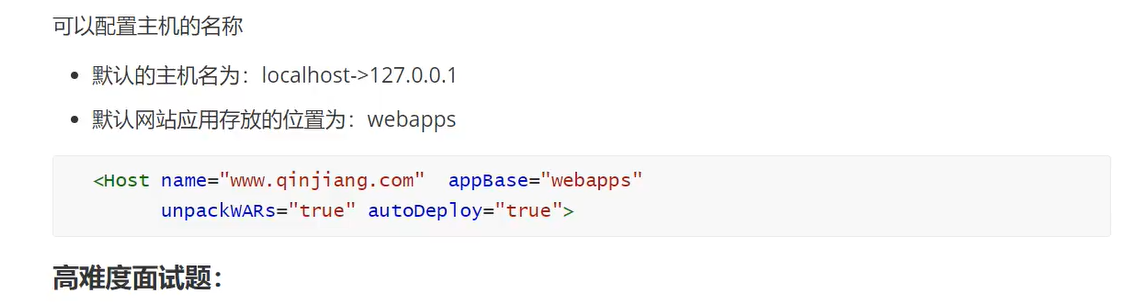 可以配置主机的名称
默认的主机名为：localhost->127.0.0.1
默认网站应用存放的位置为：webapps
<Host name="www.qinjiang.com"  appBase="webapps"
unpackWARs="true" autoDeploy="true">
高难度面试题：